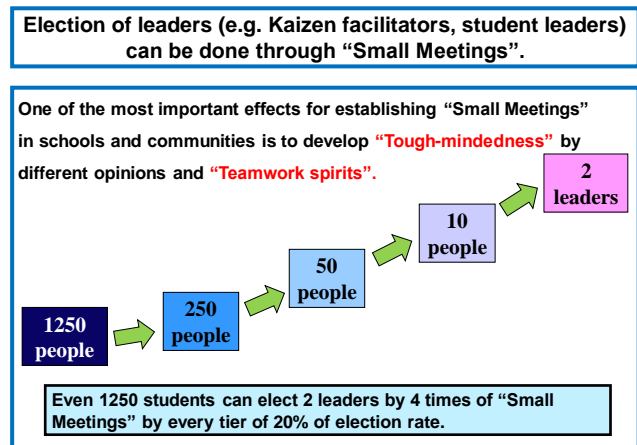 Election of leaders (e.g. Kaizen facilitators, student leaders)
can be done through “Small Meetings”.
One of the most important effects for establishing “Small Meetings”
in schools and communities is to develop “Tough-mindedness” by
different opinions and “Teamwork spirits”.
2
leaders
10
people
50
people
250
people
1250
people
Even 1250 students can elect 2 leaders by 4 times of “Small
Meetings” by every tier of 20% of election rate.